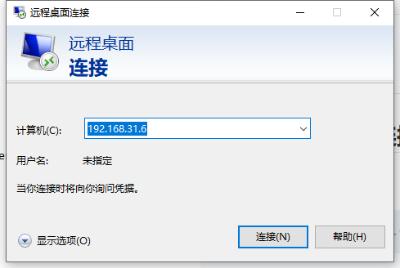 远程桌面连接
远程桌面
连接
计算机(C):
192.168.31.6
用户名:
未指定
当你连接时将向你询问凭据。
显示选项(O)
连接(N)
帮助(H)